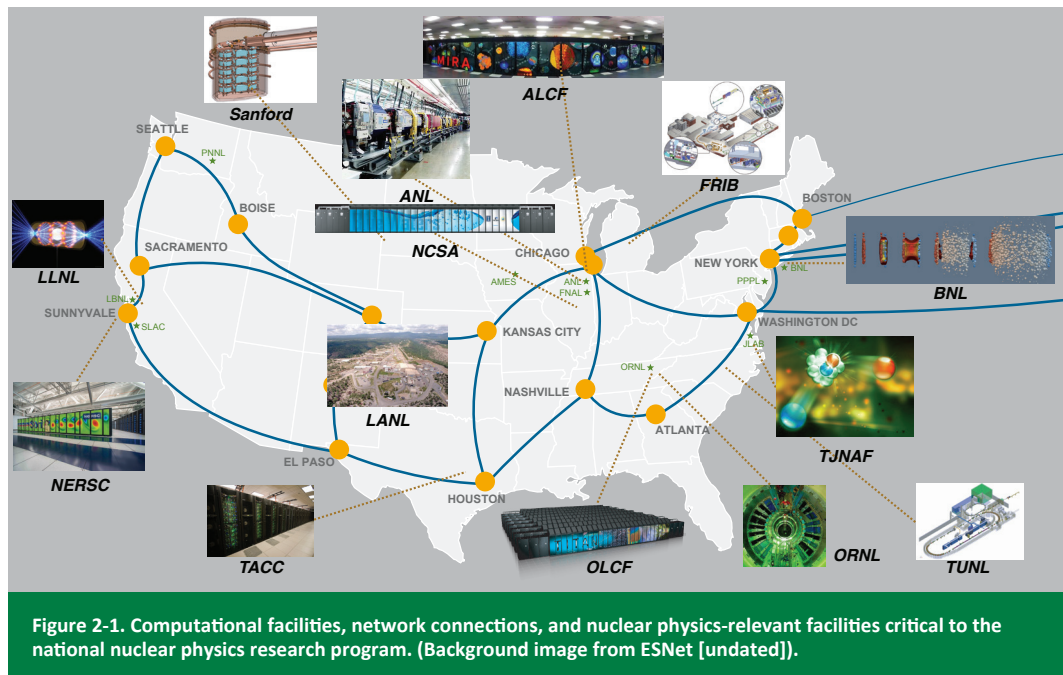 MIRA
ALCF
Sanford
SEATTLE
PNNL
ANL
FRIB
BOSTON
BOISE
NCSA
LLNL
SACRAMENTO
CHICAGO
NEW YORK
BNL
AMES
ANL
PPPL
BNL
LBNL
FNAL
SUNNYVALE
SLAC
KANSAS CITY
WASHINGTON DC
JLAB
ORNL
NASHVILLE
LANL
ATLANTA
TJNAF
EL PASO
NERSC
HOUSTON
TACC
OLCF
ORNL
TUNL
Figure 2-1. Computational facilities, network connections, and nuclear physics-relevant facilities critical to the
national nuclear physics research program. (Background image from ESNet [undated]).